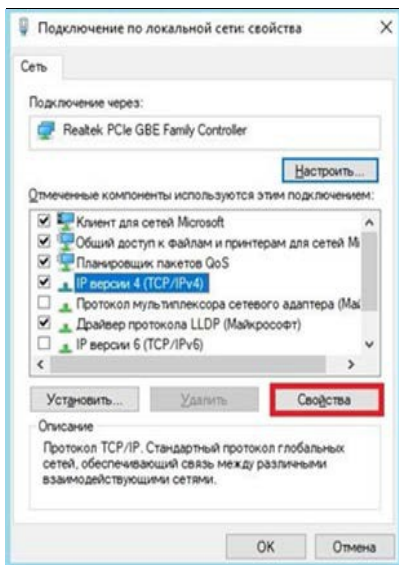 Подключение по локальной сети: свойства
Сеть
Подключение через:
Realtek PCIe GBE Family Controller
Настроить...
Отмеченные компоненты используются этим подключением:
Клиент для сетей Microsoft
Общий доступ к файлам и принтерам для сетей Mi
Планировщик пакетов QoS
IP версии 4 (TCP/IPv4)
Протокол мультиплексора сетевого адаптера (Май
Драйвер протокола LLDP (Майкрософт)
IP версии 6 (TCP/IPv6)
Установить...
Удалить
Свойства
Описание
Протокол TCP/IP. Стандартный протокол глобальных
сетей, обеспечивающий связь между различными
взаимодействующими сетями.
OK
Отмена